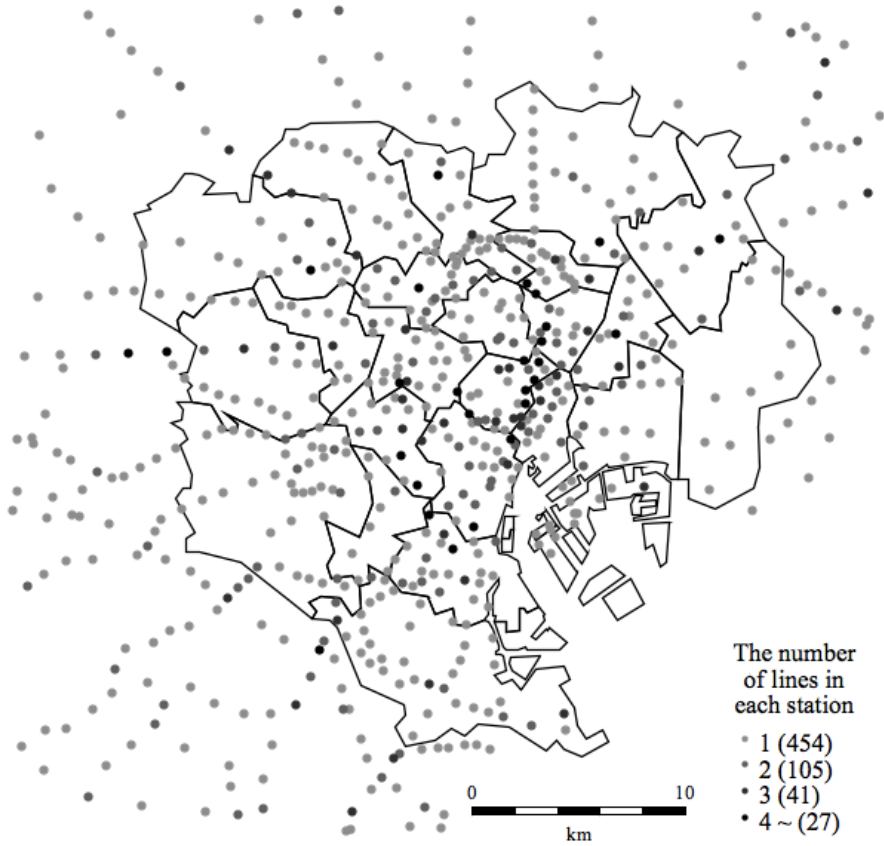 The number
of lines in
each station
1 (454)
2 (105)
3 (41)
4 ~ (27)
0 10
km